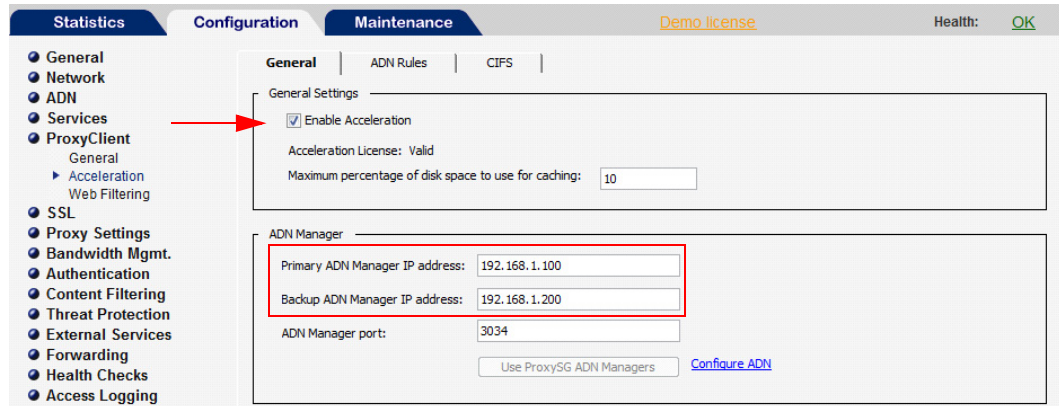 Statistics Configuration Maintenance Demo license Health: OK
General
Network
ADN
Services
ProxyClient
General
Acceleration
Web Filtering
SSL
Proxy Settings
Bandwidth Mgmt.
Authentication
Content Filtering
Threat Protection
External Services
Forwarding
Health Checks
Access Logging
General ADN Rules CIFS
General Settings
Enable Acceleration
Acceleration License: Valid
Maximum percentage of disk space to use for caching: 10
ADN Manager
Primary ADN Manager IP address: 192.168.1.100
Backup ADN Manager IP address: 192.168.1.200
ADN Manager port: 3034
Use ProxySG ADN Managers Configure ADN